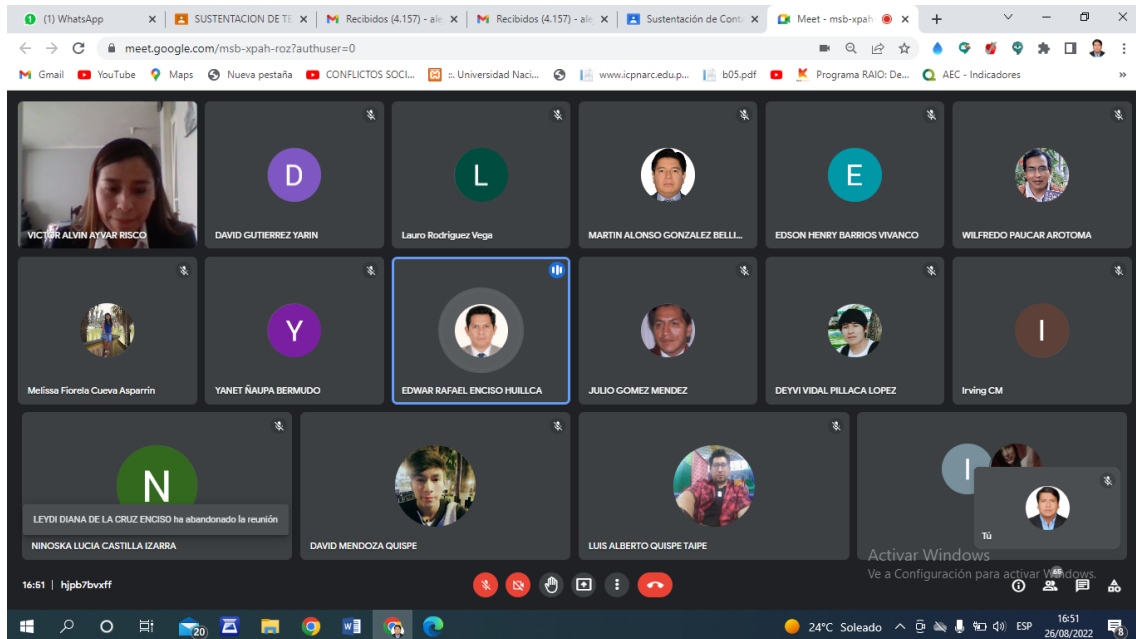 (1) WhatsApp
SUSTENTACION DE TE
Recibidos (4.157) - ale
Recibidos (4.157) - ale
Sustentación de Conta
Meet - msb-xpah
meet.google.com/msb-xpah-roz?authuser=0
Gmail YouTube Maps Nueva pestaña CONFLICTOS SOCI... ::. Universidad Naci... www.icpnarc.edu.p... b05.pdf Programa RAIO: De... AEC - Indicadores »
D
L
E
VICTOR ALVIN AYVAR RISCO
DAVID GUTIERREZ YARIN
Lauro Rodriguez Vega
MARTIN ALONSO GONZALEZ BELLI...
EDSON HENRY BARRIOS VIVANCO
WILFREDO PAUCAR AROTOMA
Y
I
Melissa Fiorela Cueva Asparrin
YANET ÑAUPA BERMUDO
EDWAR RAFAEL ENCISO HUILLCA
JULIO GOMEZ MENDEZ
DEYVI VIDAL PILLACA LOPEZ
Irving CM
N
I
LEYDI DIANA DE LA CRUZ ENCISO ha abandonado la reunión
Tú
NINOSKA LUCIA CASTILLA IZARRA
DAVID MENDOZA QUISPE
LUIS ALBERTO QUISPE TAIPE
Activar Windows
Ve a Configuración para activar Windows.
16:51 | hjpb7bvxff
65
20
24°C Soleado
ESP
16:51
26/08/2022
8